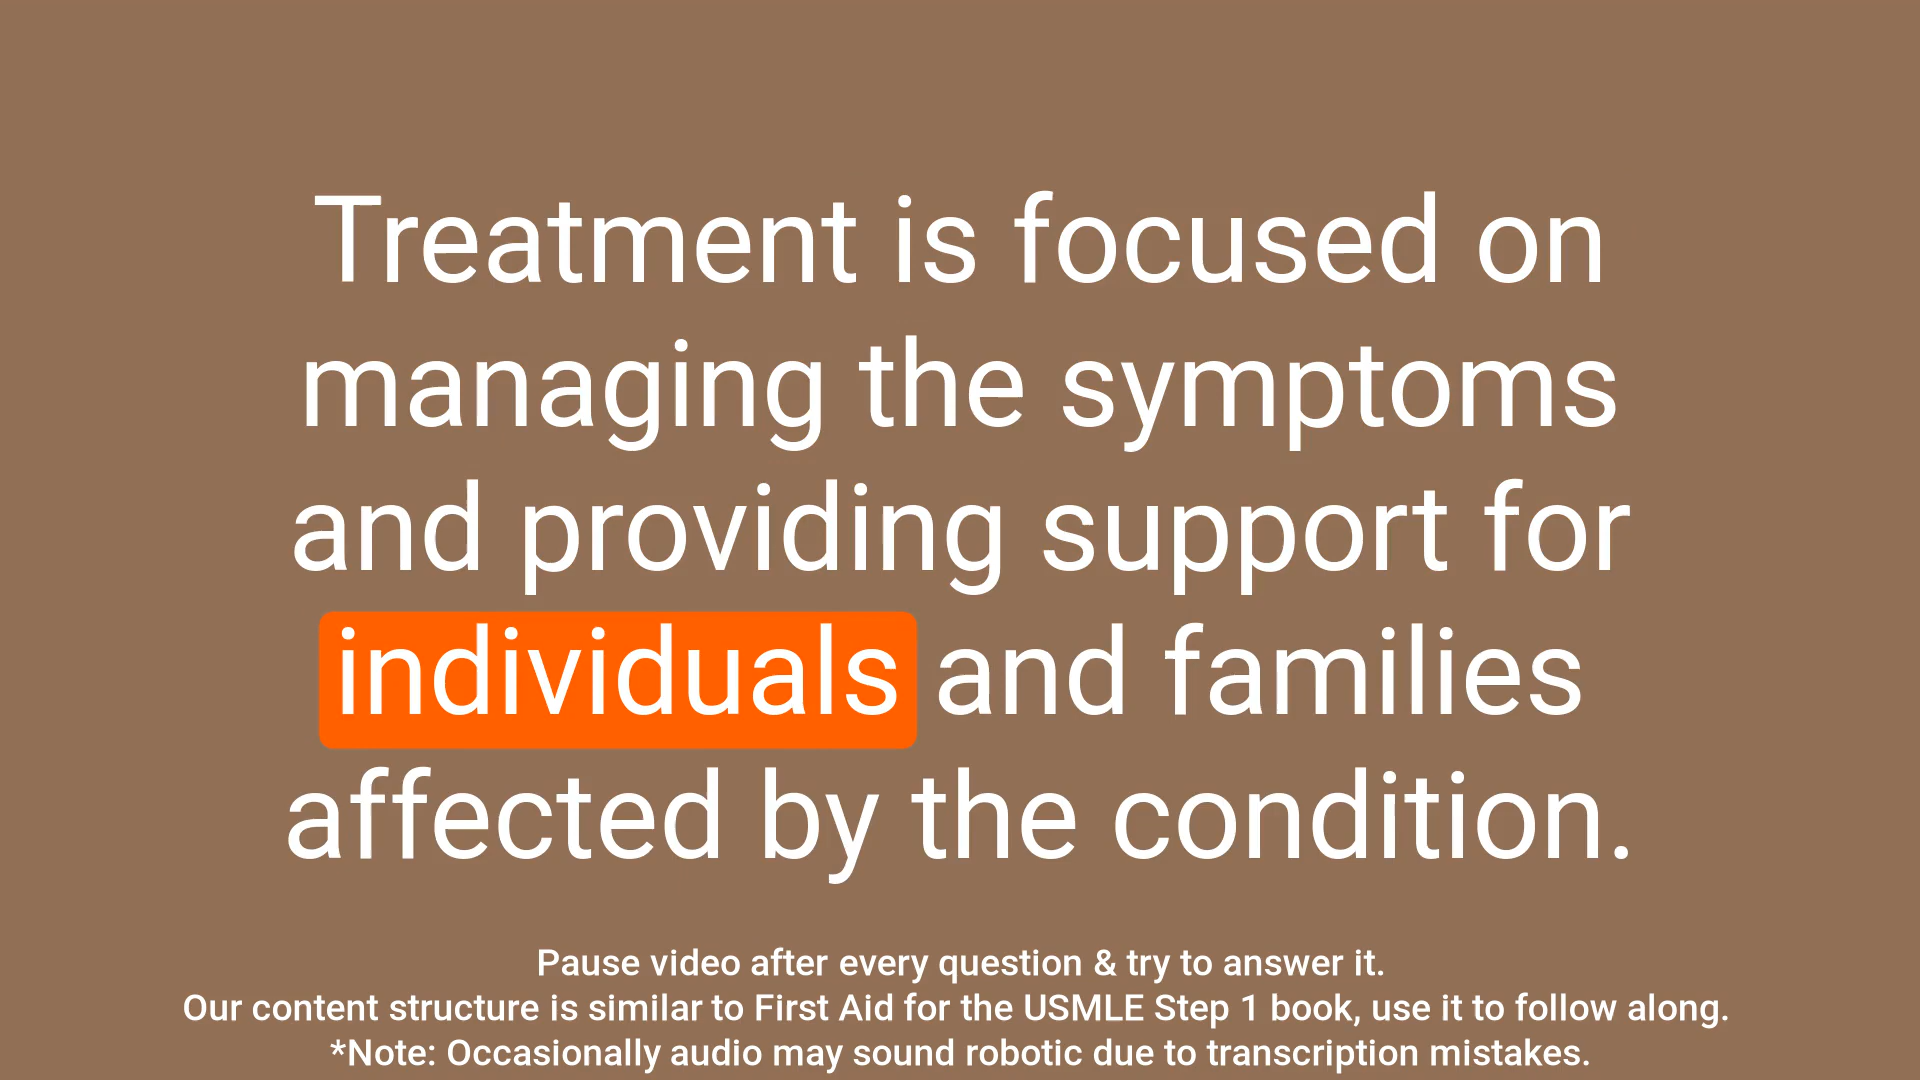 Treatment is focused on
managing the symptoms
and providing support for
individuals and families
affected by the condition.
Pause video after every question & try to answer it.
Our content structure is similar to First Aid for the USMLE Step 1 book, use it to follow along.
*Note: Occasionally audio may sound robotic due to transcription mistakes.